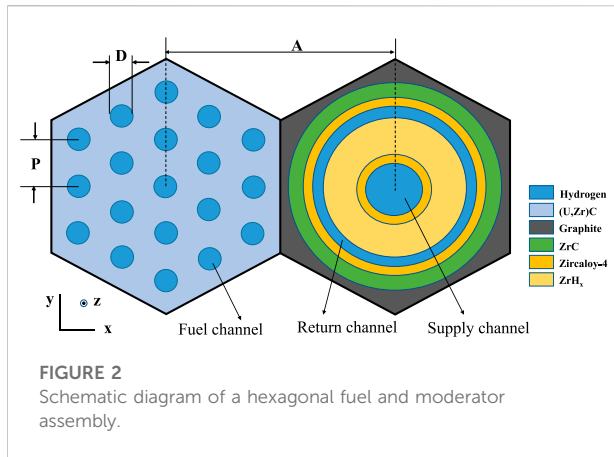 A
D
P
Hydrogen
(U,Zr)C
Graphite
ZrC
Zircaloy-4
ZrHx
y
z
x
Fuel channel
Return channel
Supply channel
FIGURE 2
Schematic diagram of a hexagonal fuel and moderator
assembly.